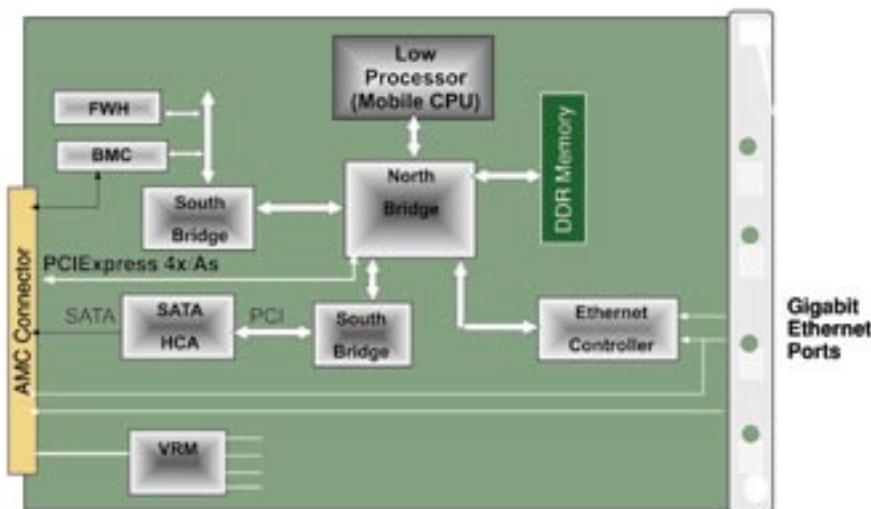 Low
Processor
(Mobile CPU)
FWH
BMC
DDR Memory
North
Bridge
South
Bridge
PCIExpress 4x/As
AMC Connector
SATA
SATA
HCA
PCI
South
Bridge
Ethernet
Controller
Gigabit
Ethernet
Ports
VRM